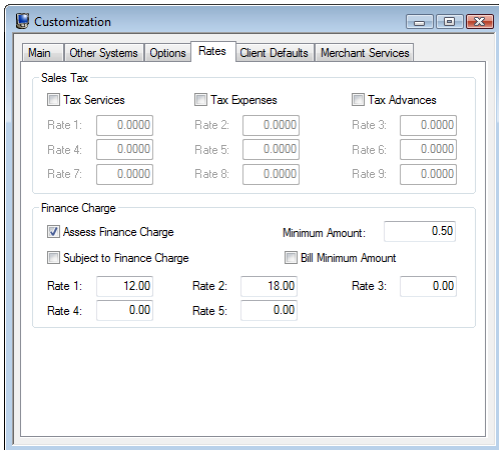 Customization
Main Other Systems Options Rates Client Defaults Merchant Services
Sales Tax
Tax Services Tax Expenses Tax Advances
Rate 1: 0.0000 Rate 2: 0.0000 Rate 3: 0.0000
Rate 4: 0.0000 Rate 5: 0.0000 Rate 6: 0.0000
Rate 7: 0.0000 Rate 8: 0.0000 Rate 9: 0.0000
Finance Charge
Assess Finance Charge Minimum Amount: 0.50
Subject to Finance Charge Bill Minimum Amount
Rate 1: 12.00 Rate 2: 18.00 Rate 3: 0.00
Rate 4: 0.00 Rate 5: 0.00